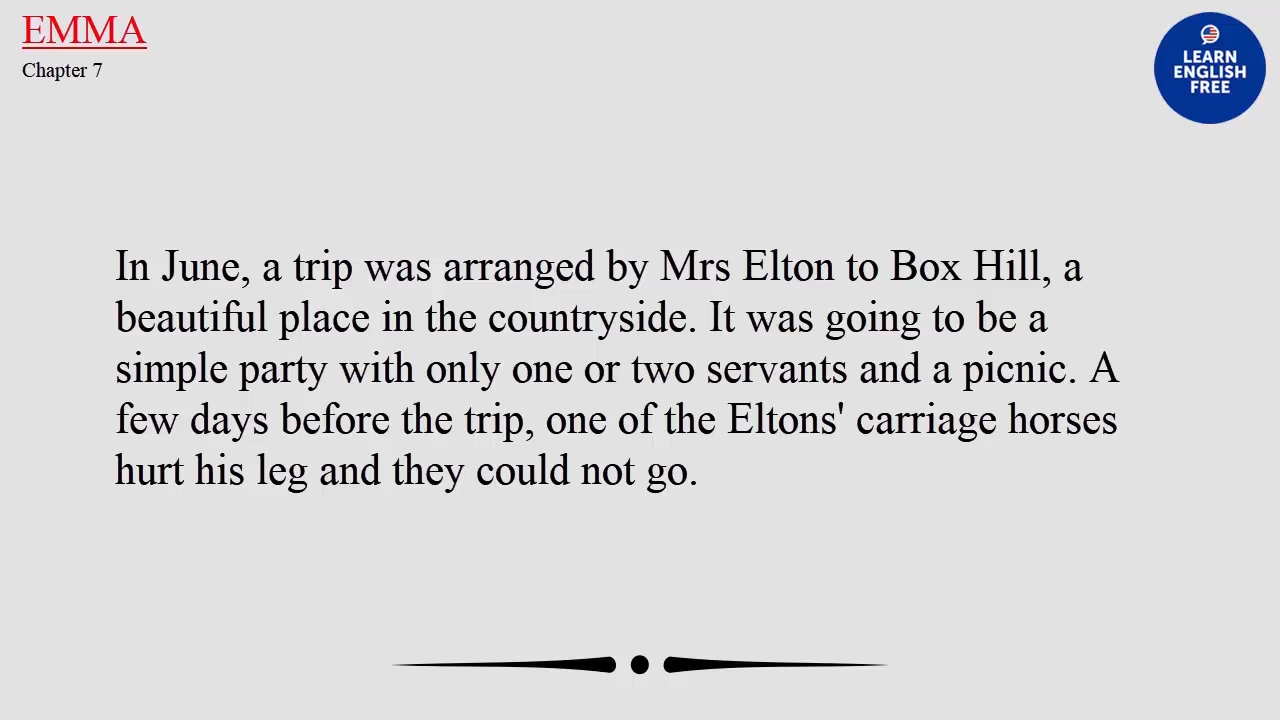 EMMA
Chapter 7
LEARN
ENGLISH
FREE
In June, a trip was arranged by Mrs Elton to Box Hill, a
beautiful place in the countryside. It was going to be a
simple party with only one or two servants and a picnic. A
few days before the trip, one of the Eltons' carriage horses
hurt his leg and they could not go.